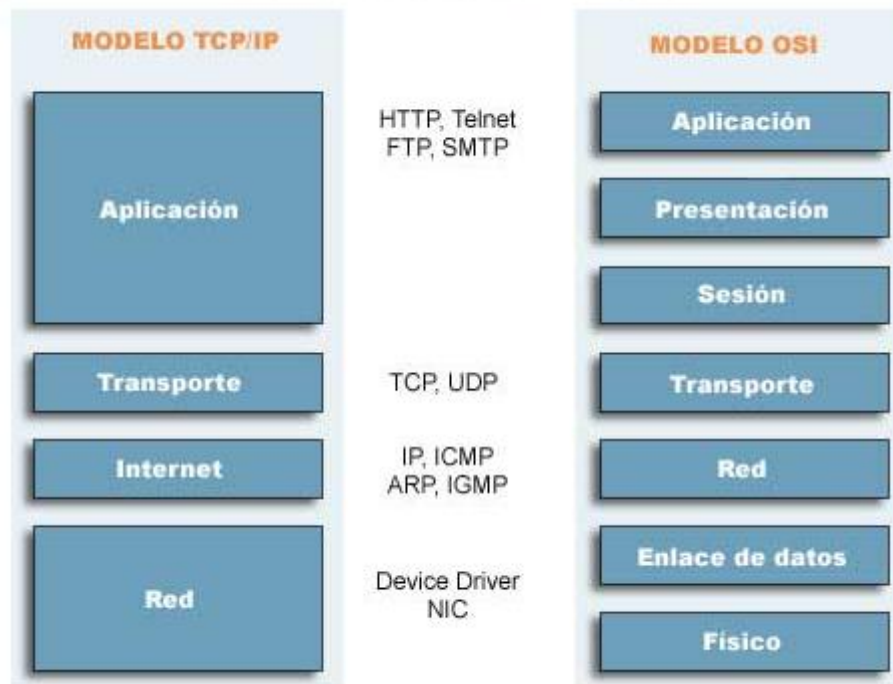 MODELO TCP/IP
Aplicación
Transporte
Internet
Red
HTTP, Telnet
FTP, SMTP
TCP, UDP
IP, ICMP
ARP, IGMP
Device Driver
NIC
MODELO OSI
Aplicación
Presentación
Sesión
Transporte
Red
Enlace de datos
Físico